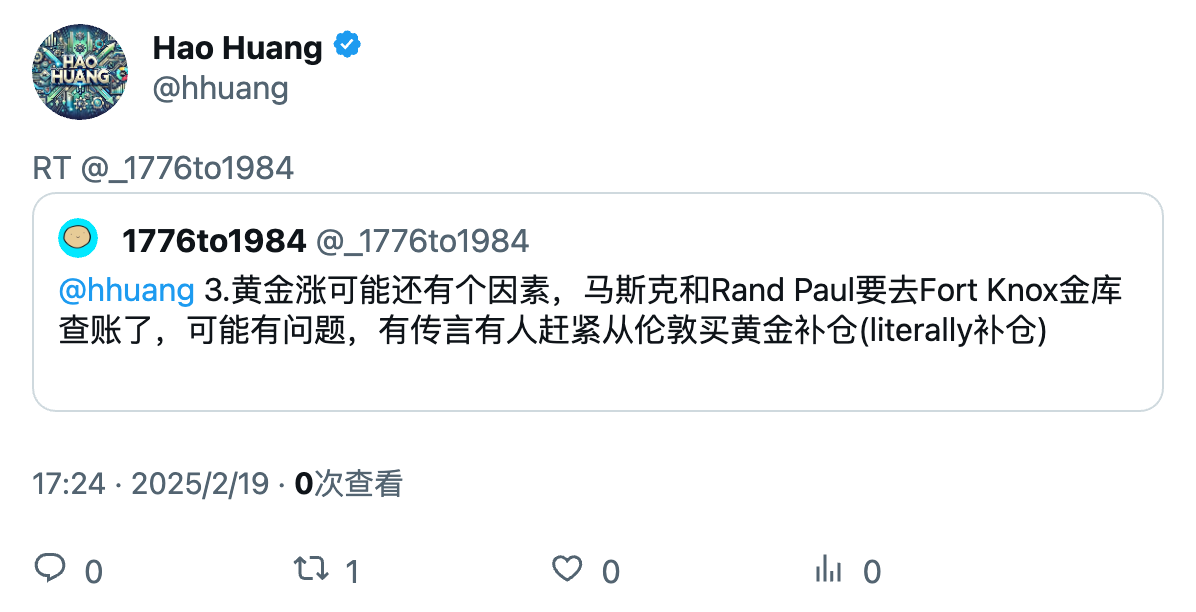 HAO
HUANG
Hao Huang
@hhuang
RT @_1776to1984
1776to1984 @_1776to1984
@hhuang 3.黄金涨可能还有个因素，马斯克和Rand Paul要去Fort Knox金库
查账了，可能有问题，有传言有人赶紧从伦敦买黄金补仓(literally补仓)
17:24 · 2025/2/19 · 0次查看
0 1 0 0